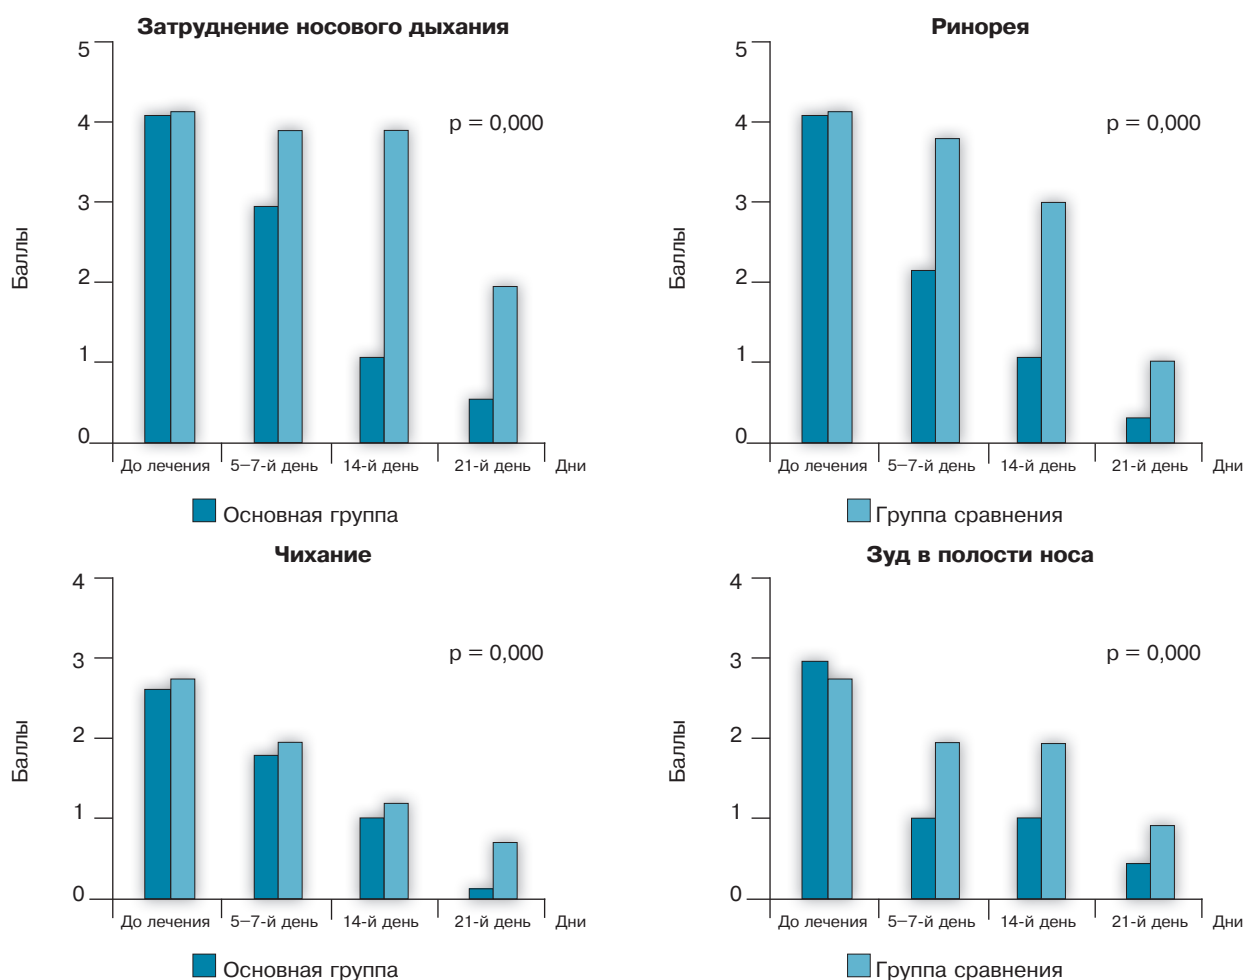 Затруднение носового дыхания
5
4
3
2
1
0
Баллы
p = 0,000
До лечения
5–7-й день
14-й день
21-й день
Дни
Ринорея
5
4
3
2
1
0
Баллы
p = 0,000
До лечения
5–7-й день
14-й день
21-й день
Дни
Основная группа
Группа сравнения
Чихание
4
3
2
1
0
Баллы
p = 0,000
До лечения
5–7-й день
14-й день
21-й день
Дни
Зуд в полости носа
4
3
2
1
0
Баллы
p = 0,000
До лечения
5–7-й день
14-й день
21-й день
Дни
Основная группа
Группа сравнения